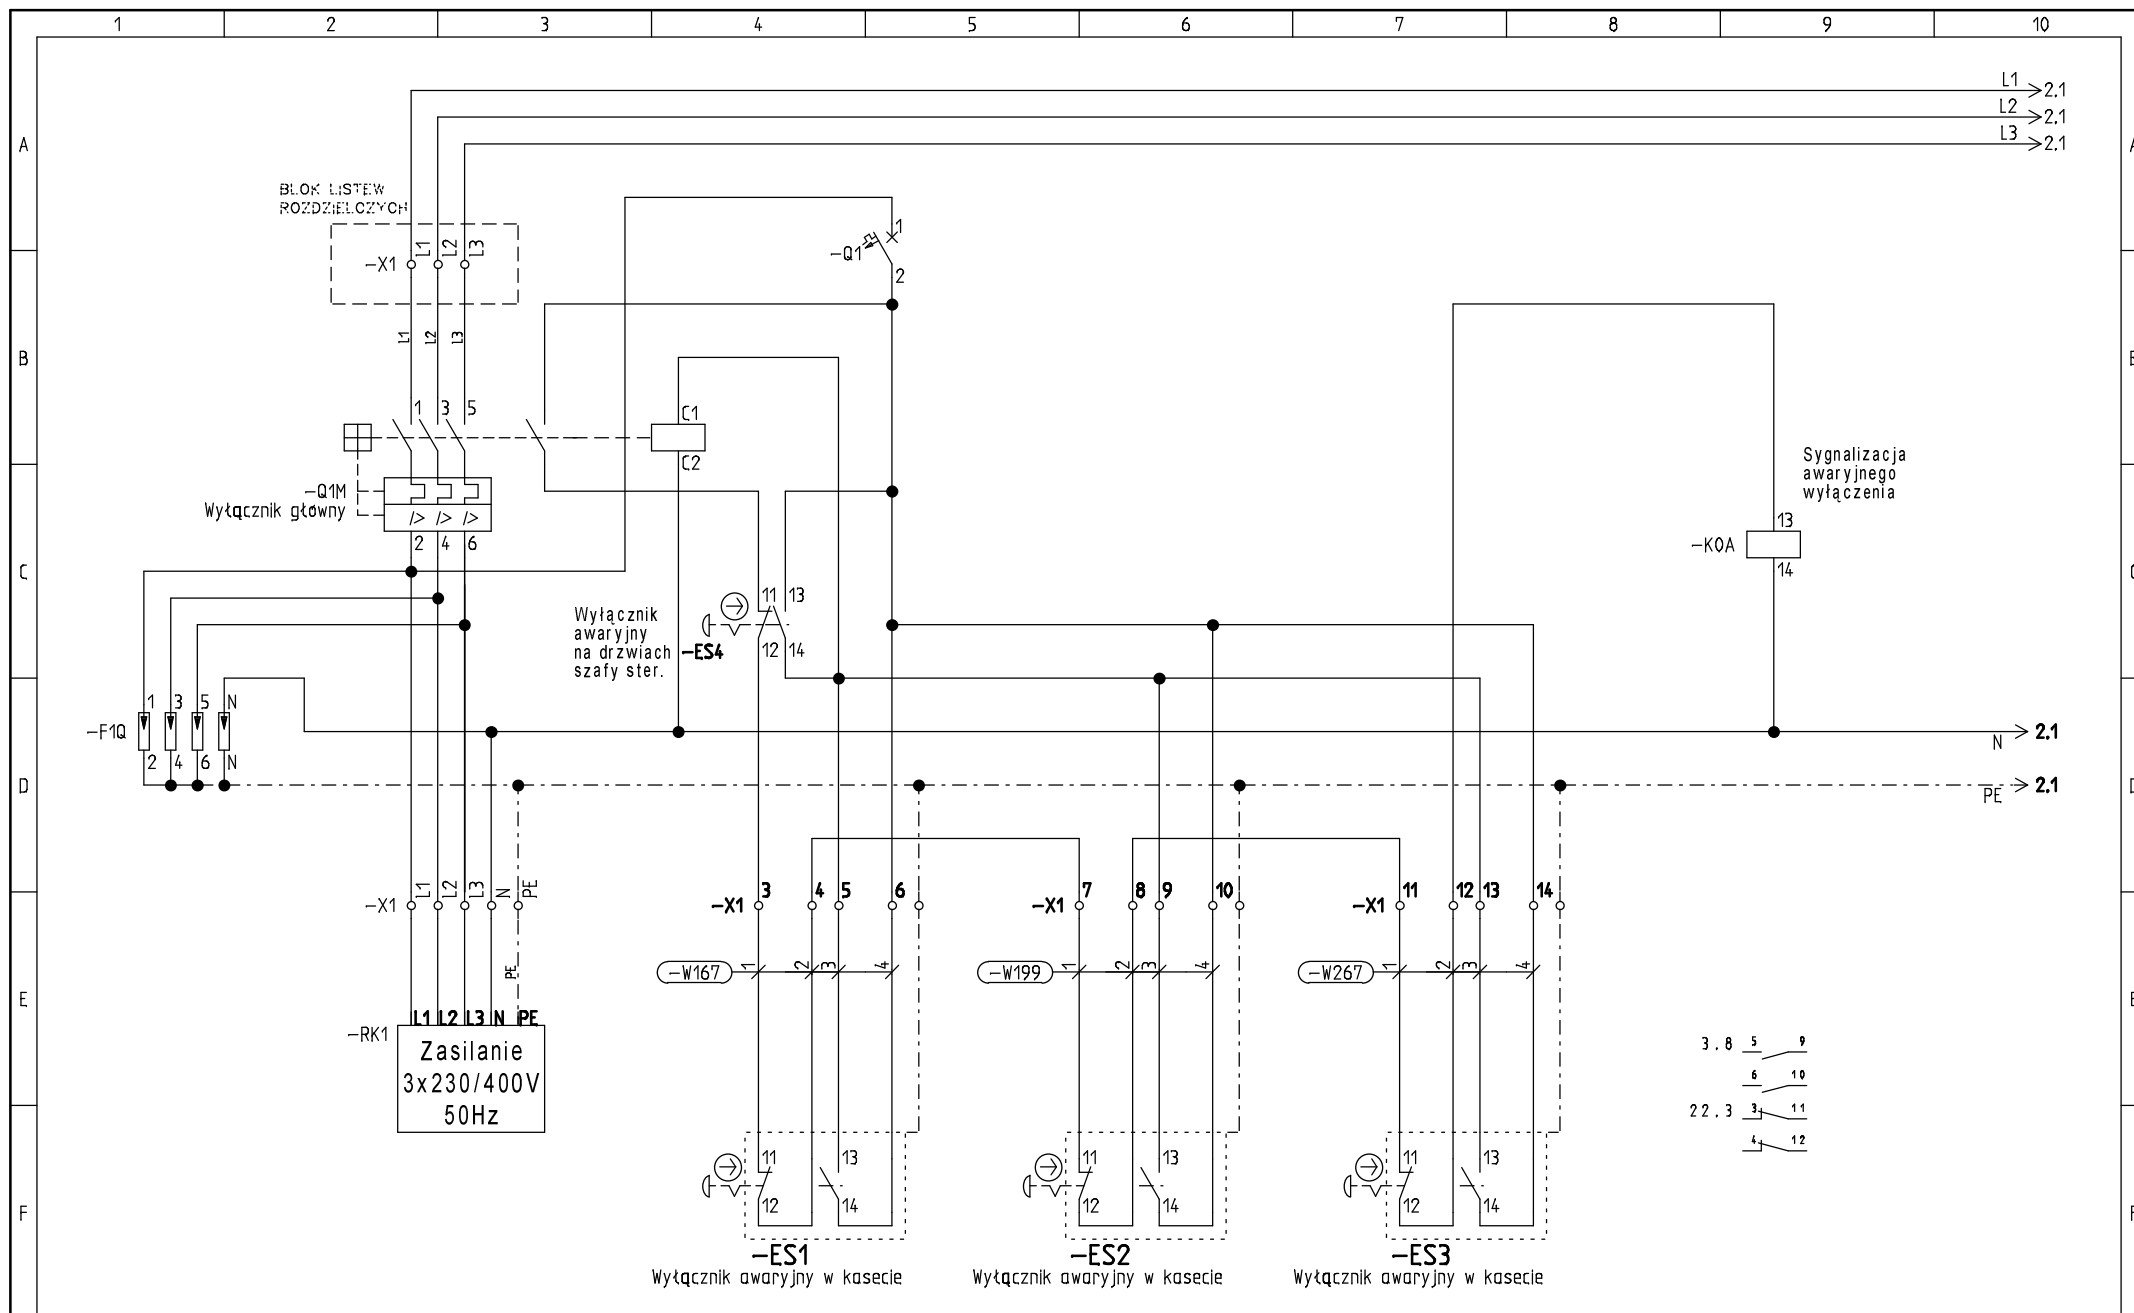 1 2 3 4 5 6 7 8 9 10
L1 2.1
L2 2.1
A L3 2.1
BLOK LISTEW
ROZDZIELCZYCH
-X1 L1 L2 L3
-Q1 1
2
L1 L2 L3
B
1 3 5 C1
C2
-Q1M
Wyłącznik główny
/> /> />
2 4 6
Sygnalizacja
awaryjnego
wyłączenia
13
-K0A
14
C
11 13
Wyłącznik
awaryjny
na drzwiach
szafy ster.
-ES4
12 14
1 3 5 N
-F1Q
2 4 6 N
N 2.1
D
PE 2.1
-X1 L1 L2 L3 N PE
-X1 3 4 5 6
-X1 7 8 9 10
-X1 11 12 13 14
-W167 1 2 3 4
-W199 1 2 3 4
-W267 1 2 3 4
PE
E
-RK1
L1 L2 L3 N PE
Zasilanie
3x230/400V
50Hz
3.8 5 9
6 10
22.3 3 11
4 12
11 13
12 14
11 13
12 14
11 13
12 14
F
-ES1
Wyłącznik awaryjny w kasecie
-ES2
Wyłącznik awaryjny w kasecie
-ES3
Wyłącznik awaryjny w kasecie